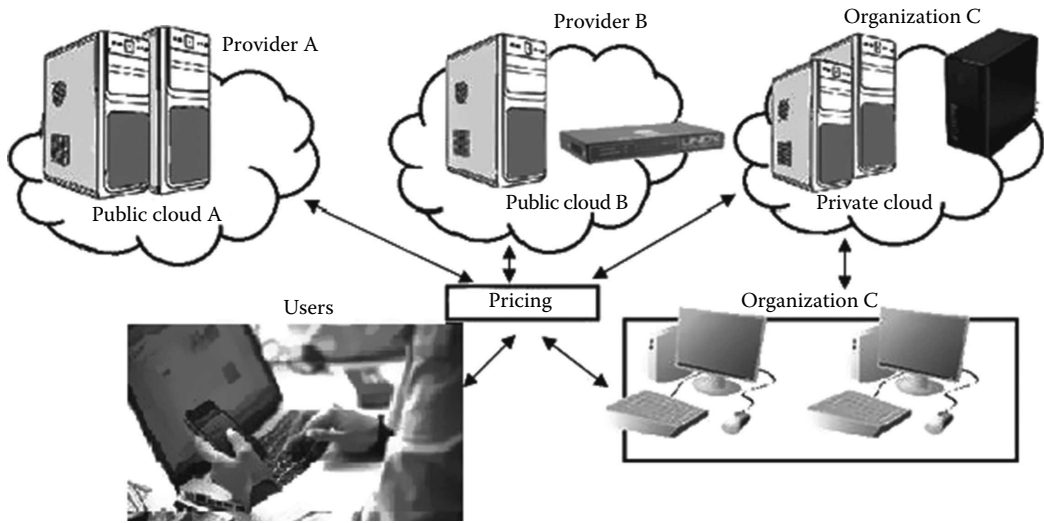 Provider A
Provider B
Organization C
Public cloud A
Public cloud B
Private cloud
Pricing
Users
Organization C